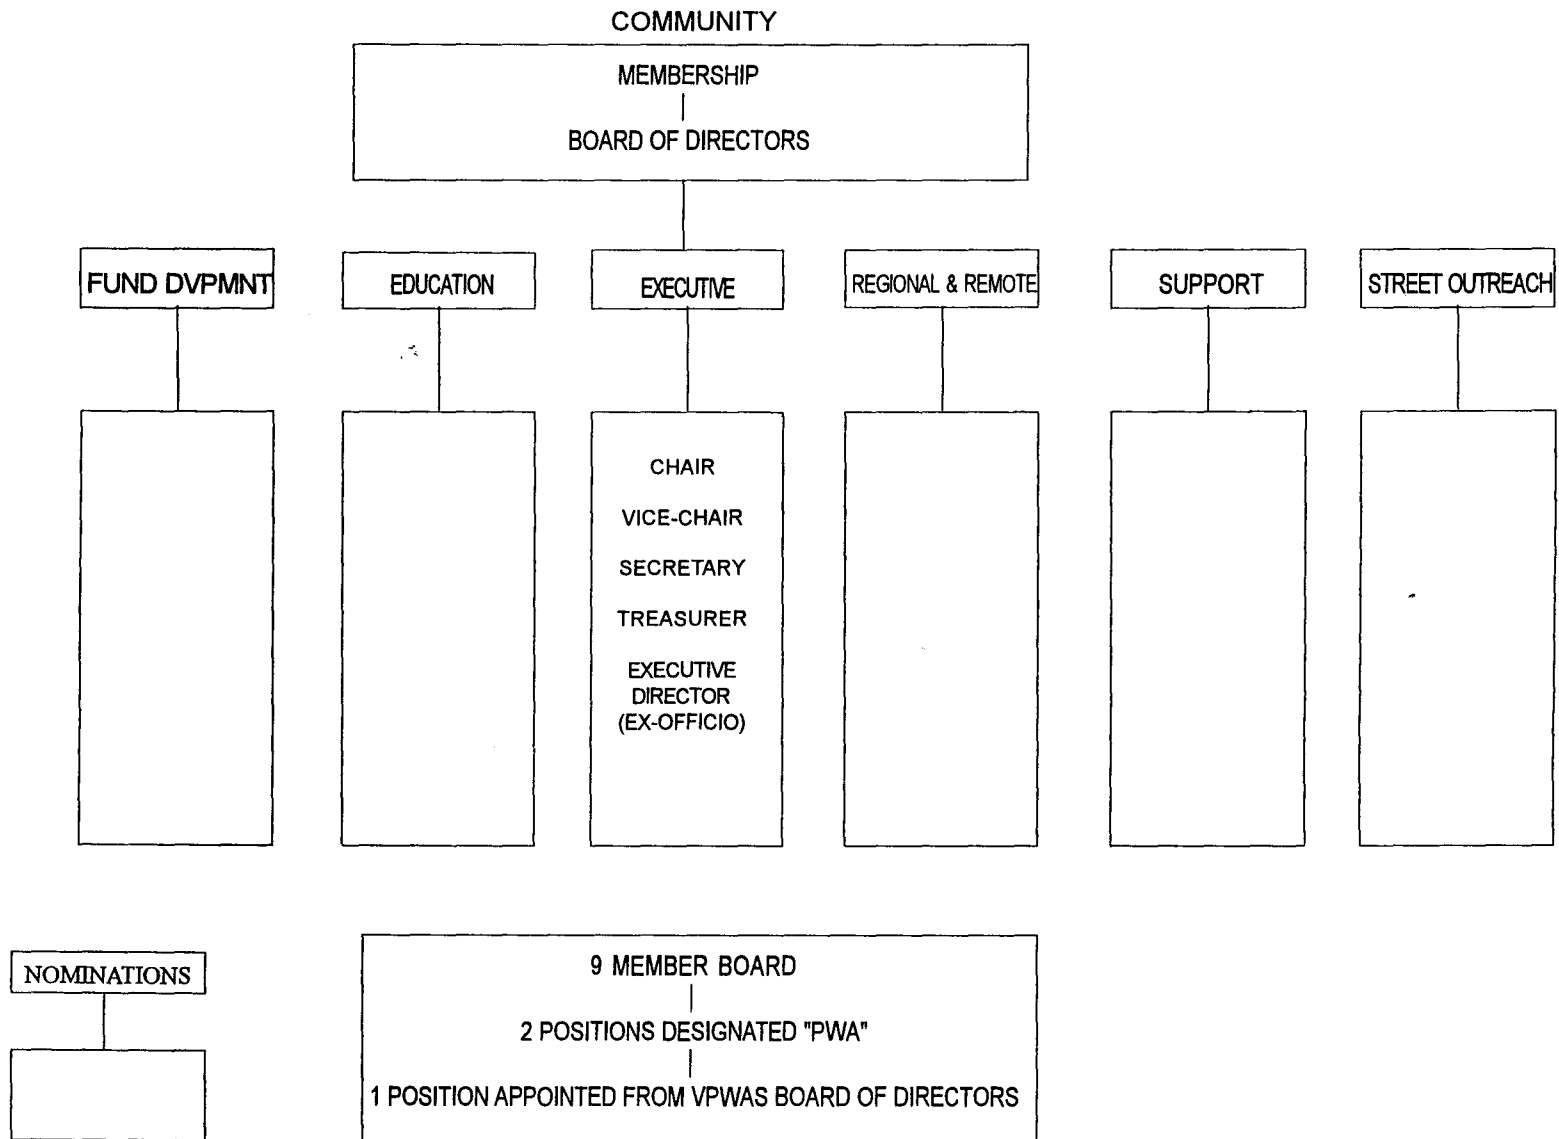 COMMUNITY
MEMBERSHIP
BOARD OF DIRECTORS
FUND DVPMNT
EDUCATION
EXECUTIVE
REGIONAL & REMOTE
SUPPORT
STREET OUTREACH
CHAIR
VICE-CHAIR
SECRETARY
TREASURER
EXECUTIVE
DIRECTOR
(EX-OFFICIO)
NOMINATIONS
9 MEMBER BOARD
2 POSITIONS DESIGNATED "PWA"
1 POSITION APPOINTED FROM VPWAS BOARD OF DIRECTORS